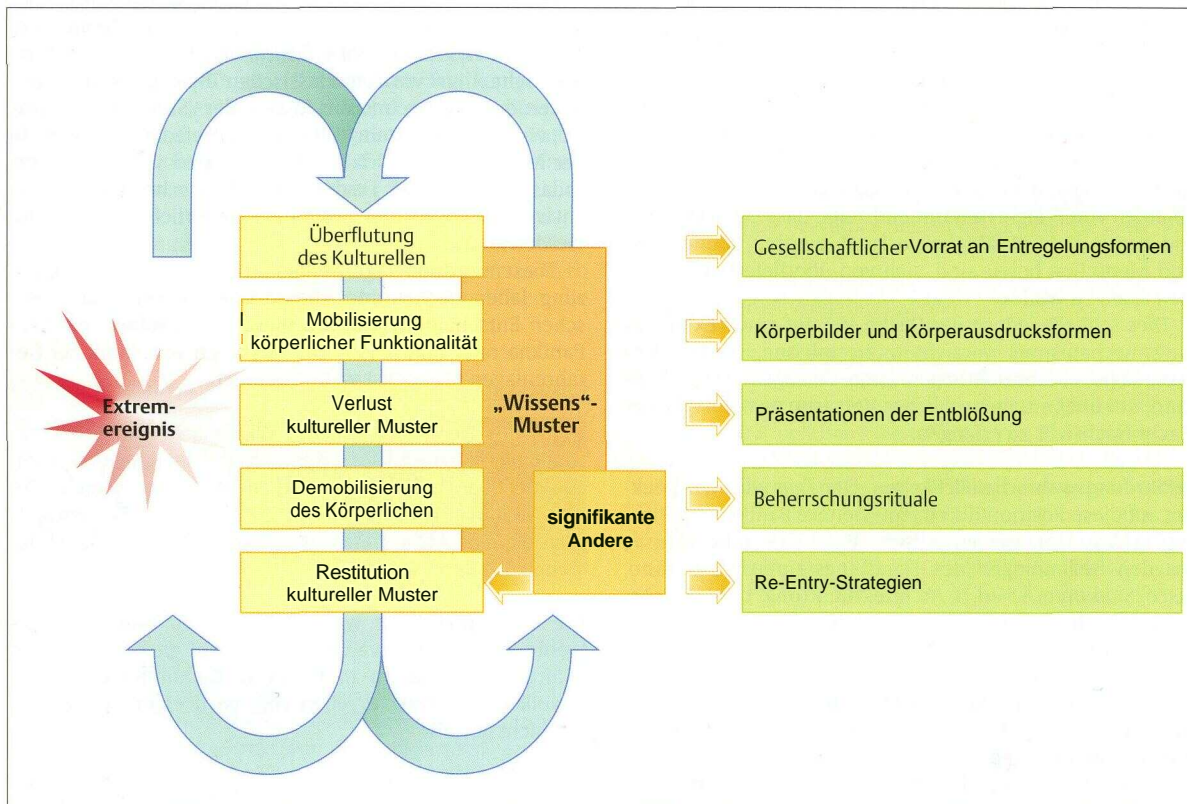 Überflutung
des Kulturellen
Mobilisierung
körperlicher Funktionalität
Verlust
kultureller Muster
Demobilisierung
des Körperlichen
Restitution
kultureller Muster
Extrem-
ereignis
„Wissens“-
Muster
signifikante
Andere
Gesellschaftlicher Vorrat an Entregelungsformen
Körperbilder und Körperausdrucksformen
Präsentationen der Entblößung
Beherrschungsrituale
Re-Entry-Strategien